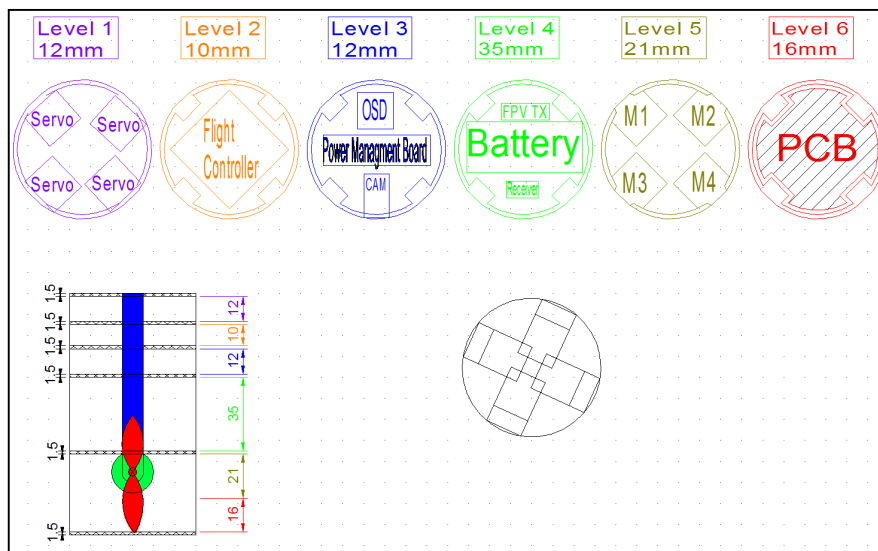 Level 1
12mm
Level 2
10mm
Level 3
12mm
Level 4
35mm
Level 5
21mm
Level 6
16mm
Servo
Servo
Servo
Servo
Flight
Controller
OSD
Power Managment Board
CAM
FPV TX
Battery
Receiver
M1
M2
M3
M4
PCB
1.5
12
1.5
10
1.5
12
1.5
35
1.5
21
16
1.5